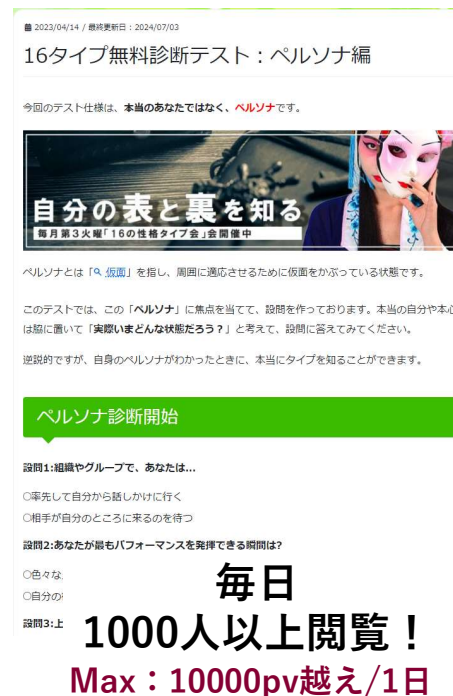 2023/04/14 / 最終更新日 : 2024/07/03
16タイプ無料診断テスト：ペルソナ編
今回のテスト仕様は、本当のあなたではなく、ペルソナです。
自分の表と裏を知る
毎月第3火曜「16の性格タイプ会」会開催中
ペルソナとは「仮面」を指し、周囲に適応させるために仮面をかぶっている状態です。
このテストでは、この「ペルソナ」に焦点を当てて、設問を作っております。本当の自分や本心
は脇に置いて「実際いまどんな状態だろう？」と考えて、設問に答えてみてください。
逆説的ですが、自身のペルソナがわかったときに、本当にタイプを知ることができます。
ペルソナ診断開始
設問1:組織やグループで、あなたは...
○率先して自分から話しかけに行く
○相手が自分のところに来るのを待つ
設問2:あなたが最もパフォーマンスを発揮できる瞬間は?
○色々な
○自分の
設問3:上
毎日
1000人以上閲覧！
Max：10000pv越え/1日